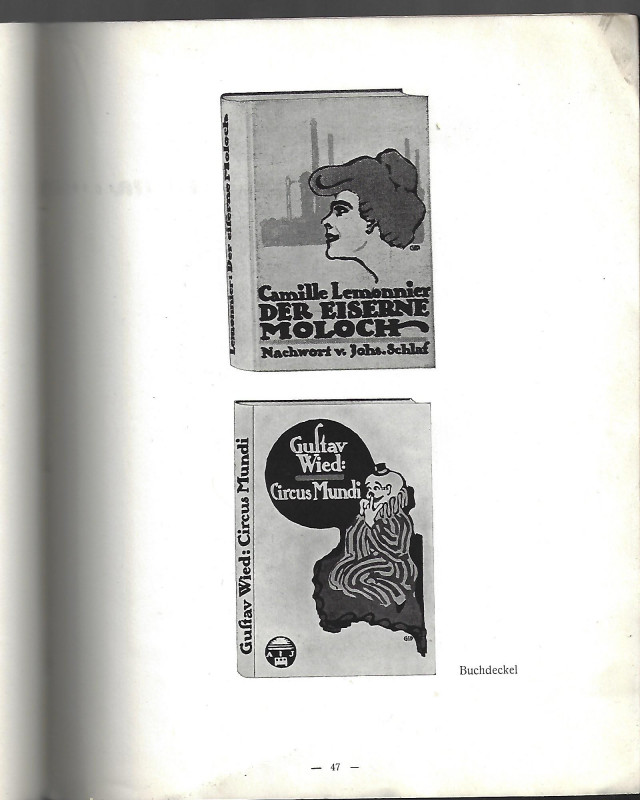 Lemonnier: Der eiserne Moloch
Camille Lemonnier
DER EISERNE
MOLOCH
Nachwort v. Johs. Schlaf
Guſtav Wied: Circus Mundi
Guſtav
Wied:
Circus Mundi
A I J
Buchdeckel
— 47 —